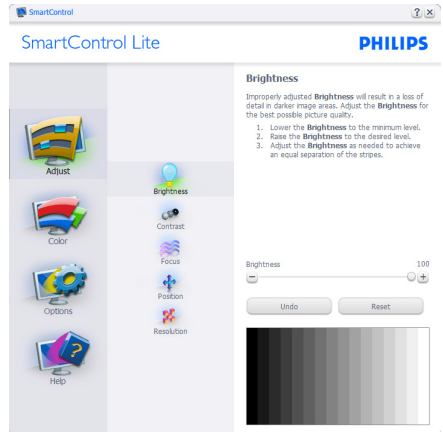 SmartControl
SmartControl Lite
PHILIPS
Adjust
Color
Options
Help
Brightness
Contrast
Focus
Position
Resolution
Brightness
Improperly adjusted Brightness will result in a loss of
detail in darker image areas. Adjust the Brightness for
the best possible picture quality.
1. Lower the Brightness to the minimum level.
2. Raise the Brightness to the desired level.
3. Adjust the Brightness as needed to achieve
an equal separation of the stripes.
Brightness 100
Undo Reset